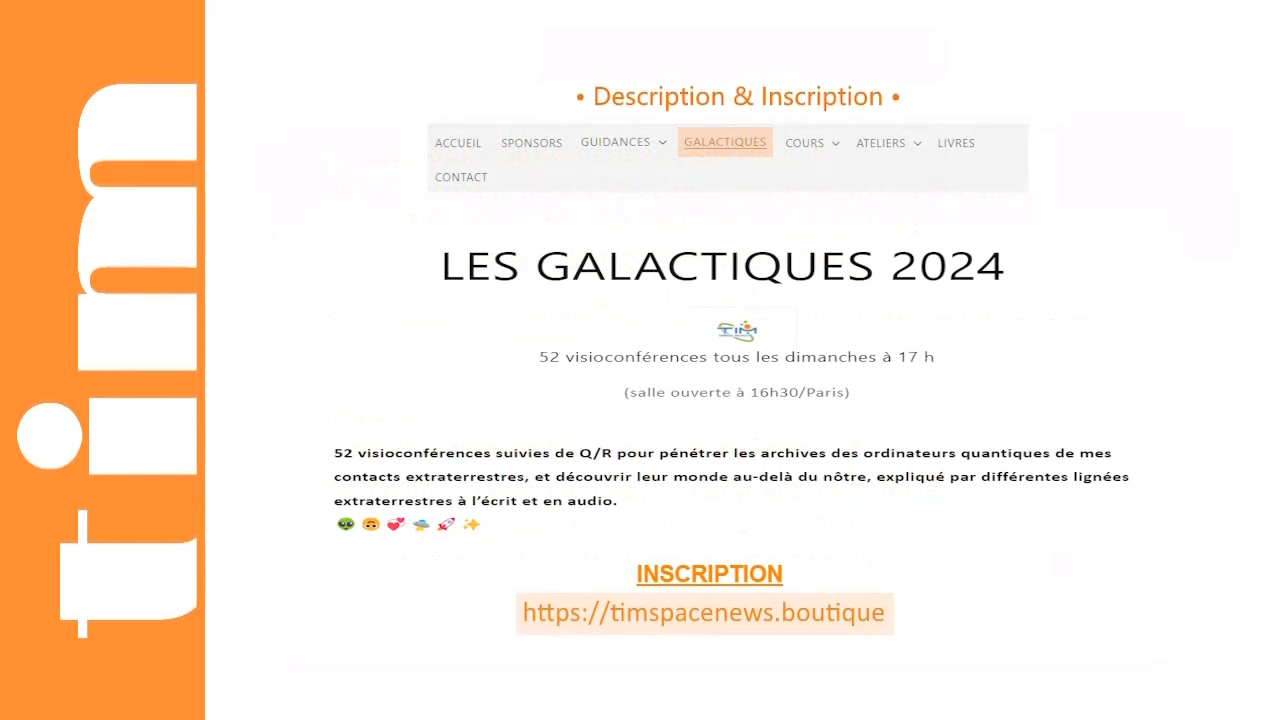 tim
• Description & Inscription •
ACCUEIL SPONSORS GUIDANCES GALACTIQUES COURS ATELIERS LIVRES
CONTACT
LES GALACTIQUES 2024
TIM
52 visioconférences tous les dimanches à 17 h
(salle ouverte à 16h30/Paris)
52 visioconférences suivies de Q/R pour pénétrer les archives des ordinateurs quantiques de mes
contacts extraterrestres, et découvrir leur monde au-delà du nôtre, expliqué par différentes lignées
extraterrestres à l’écrit et en audio.
👽 🙃 💞 🛸 🚀 ✨
INSCRIPTION
https://timspacenews.boutique